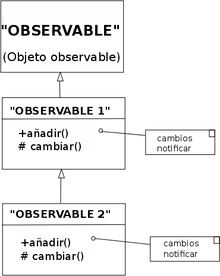 "OBSERVABLE"
(Objeto observable)
"OBSERVABLE 1"
+añadir()
# cambiar()
cambios
notificar
"OBSERVABLE 2"
+añadir()
# cambiar()
cambios
notificar